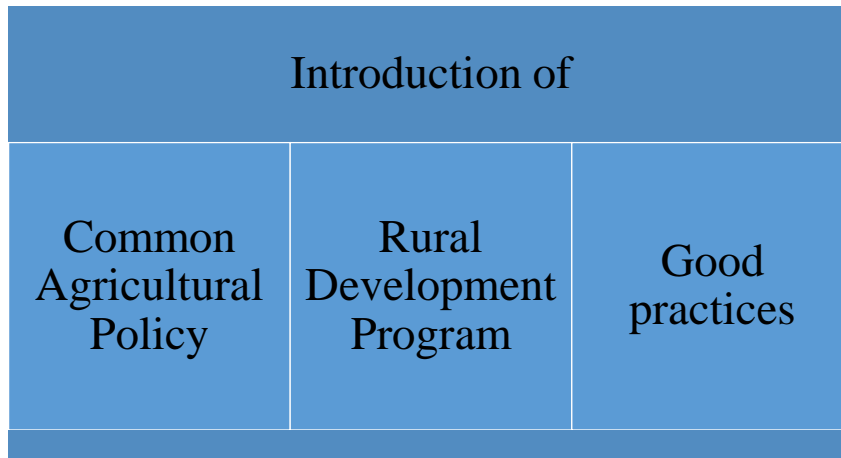 Introduction of
Common
Agricultural
Policy
Rural
Development
Program
Good
practices